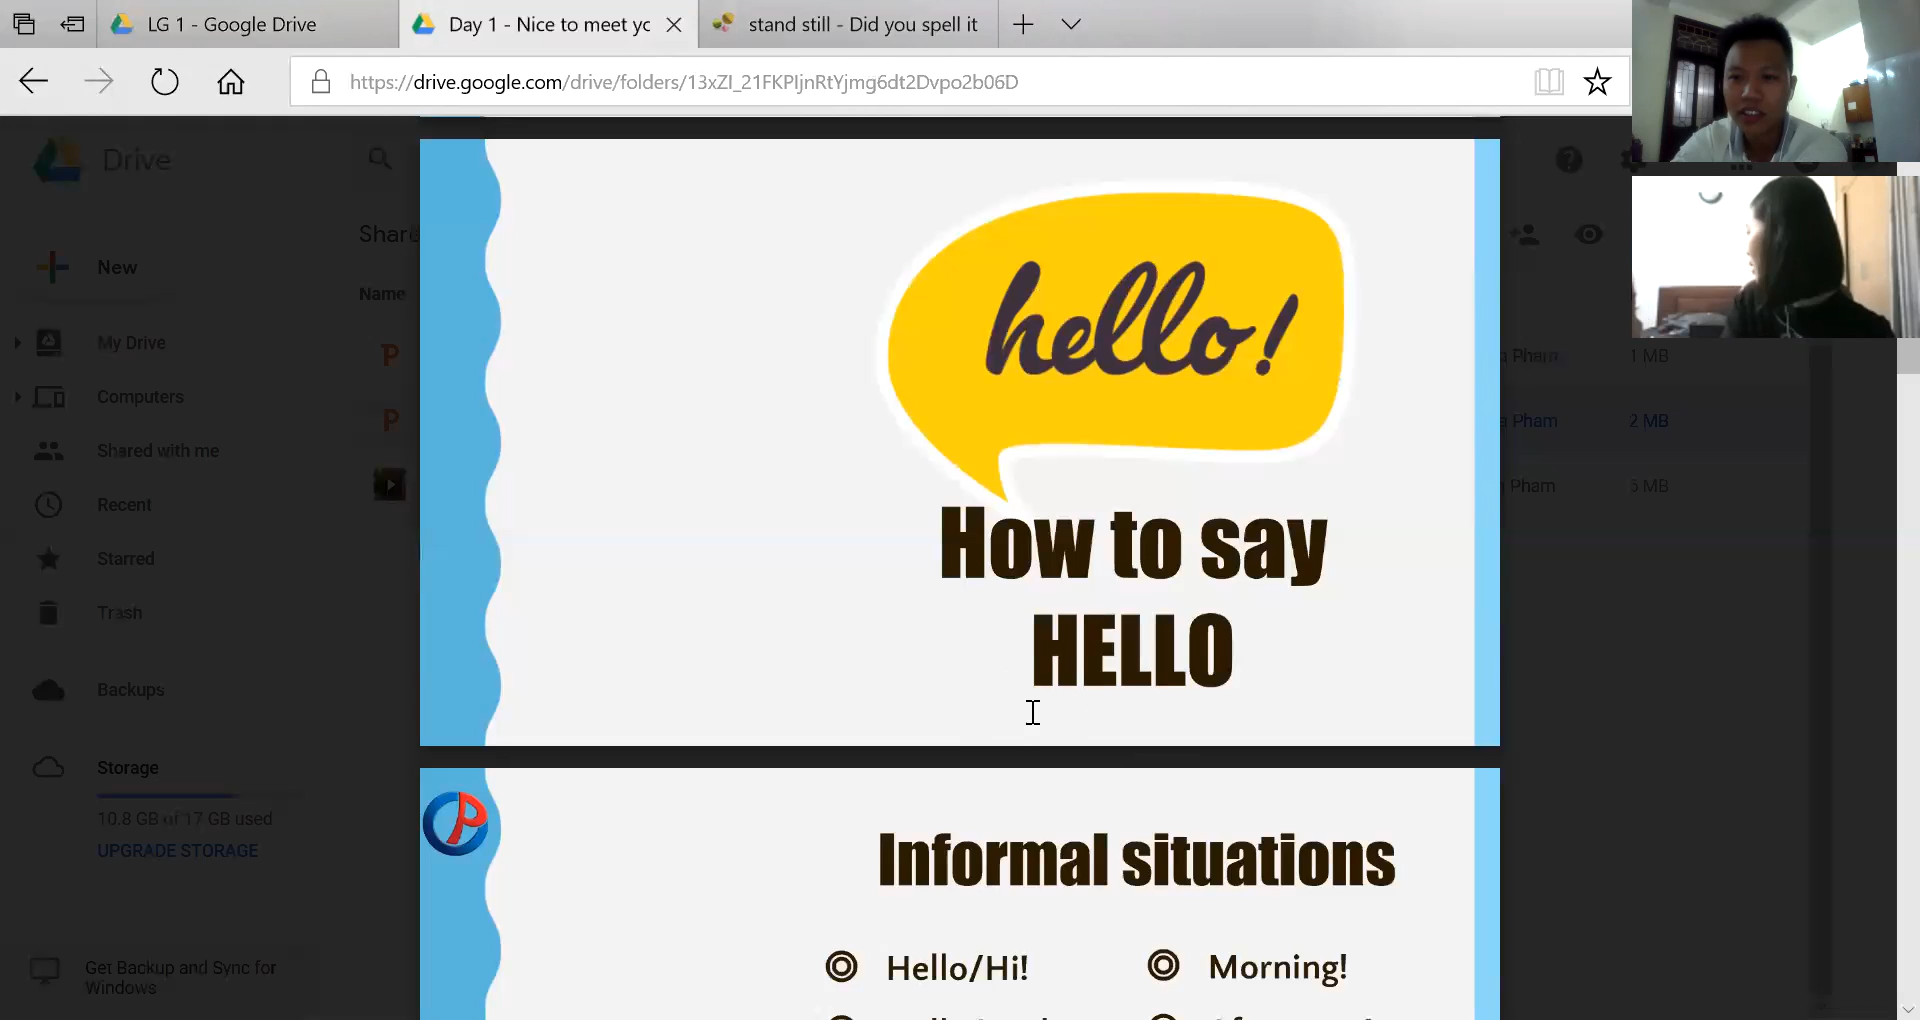 LG 1 - Google Drive
Day 1 - Nice to meet yo
stand still - Did you spell it
https://drive.google.com/drive/folders/13xZI_21FKPIjnRtYjmg6dt2Dvpo2b06D
Drive
Share
New
Name
My Drive
Computers
Shared with me
Recent
Starred
Trash
Backups
Storage
10.8 GB of 17 GB used
UPGRADE STORAGE
Get Backup and Sync for
Windows
P
P
hello!
How to say
HELLO
Informal situations
Hello/Hi!
Morning!
Pham 1 MB
Pham 2 MB
Pham 5 MB